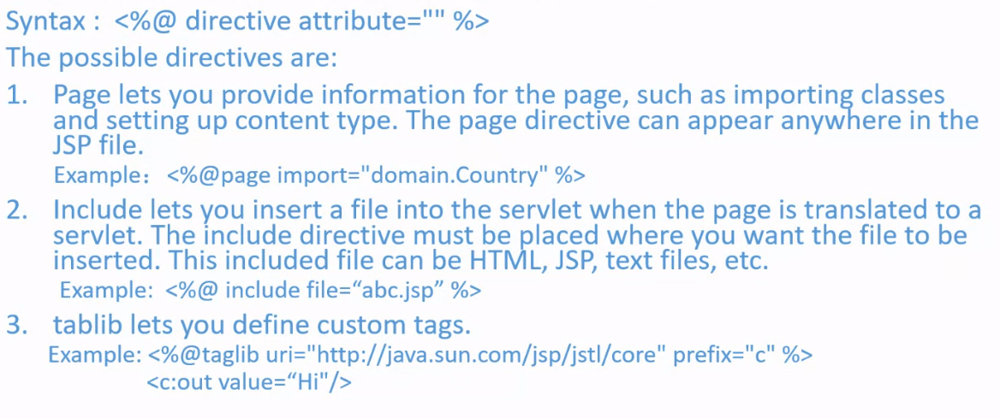 Syntax :  <%@ directive attribute="" %>
The possible directives are:
1. Page lets you provide information for the page, such as importing classes
and setting up content type. The page directive can appear anywhere in the
JSP file.
Example： <%@page import="domain.Country" %>
2. Include lets you insert a file into the servlet when the page is translated to a
servlet. The include directive must be placed where you want the file to be
inserted. This included file can be HTML, JSP, text files, etc.
Example:  <%@ include file=“abc.jsp” %>
3. tablib lets you define custom tags.
Example: <%@taglib uri="http://java.sun.com/jsp/jstl/core" prefix="c" %>
<c:out value=“Hi"/>